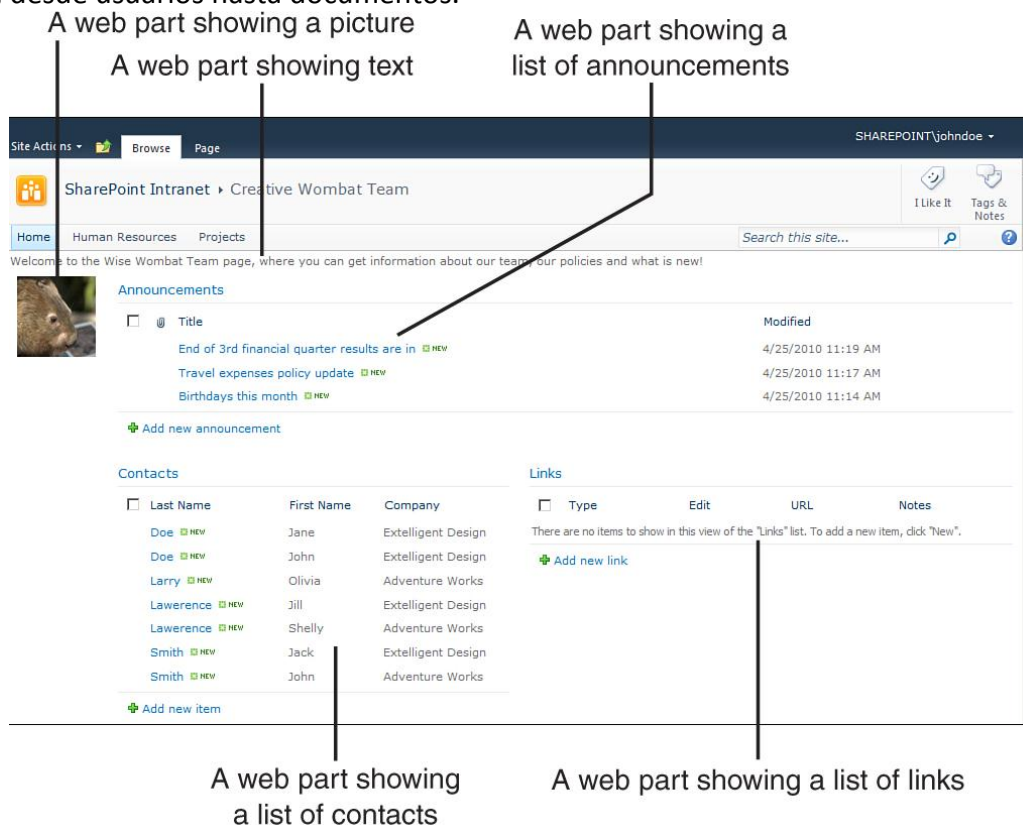 desde usuarios hasta documentos.
A web part showing a picture
A web part showing text
A web part showing a
list of announcements
SHAREPOINT\johndoe
Site Actions Browse Page
SharePoint Intranet Creative Wombat Team
I Like It
Tags &
Notes
Home Human Resources Projects
Search this site...
Welcome to the Wise Wombat Team page, where you can get information about our team, our policies and what is new!
Announcements
Title Modified
End of 3rd financial quarter results are in NEW 4/25/2010 11:19 AM
Travel expenses policy update NEW 4/25/2010 11:17 AM
Birthdays this month NEW 4/25/2010 11:14 AM
Add new announcement
Contacts
Last Name First Name Company
Doe NEW Jane Extelligent Design
Doe NEW John Extelligent Design
Larry NEW Olivia Adventure Works
Lawerence NEW Jill Extelligent Design
Lawerence NEW Shelly Adventure Works
Smith NEW Jack Extelligent Design
Smith NEW John Adventure Works
Add new item
Links
Type Edit URL Notes
There are no items to show in this view of the "Links" list. To add a new item, click "New".
Add new link
A web part showing
a list of contacts
A web part showing a list of links